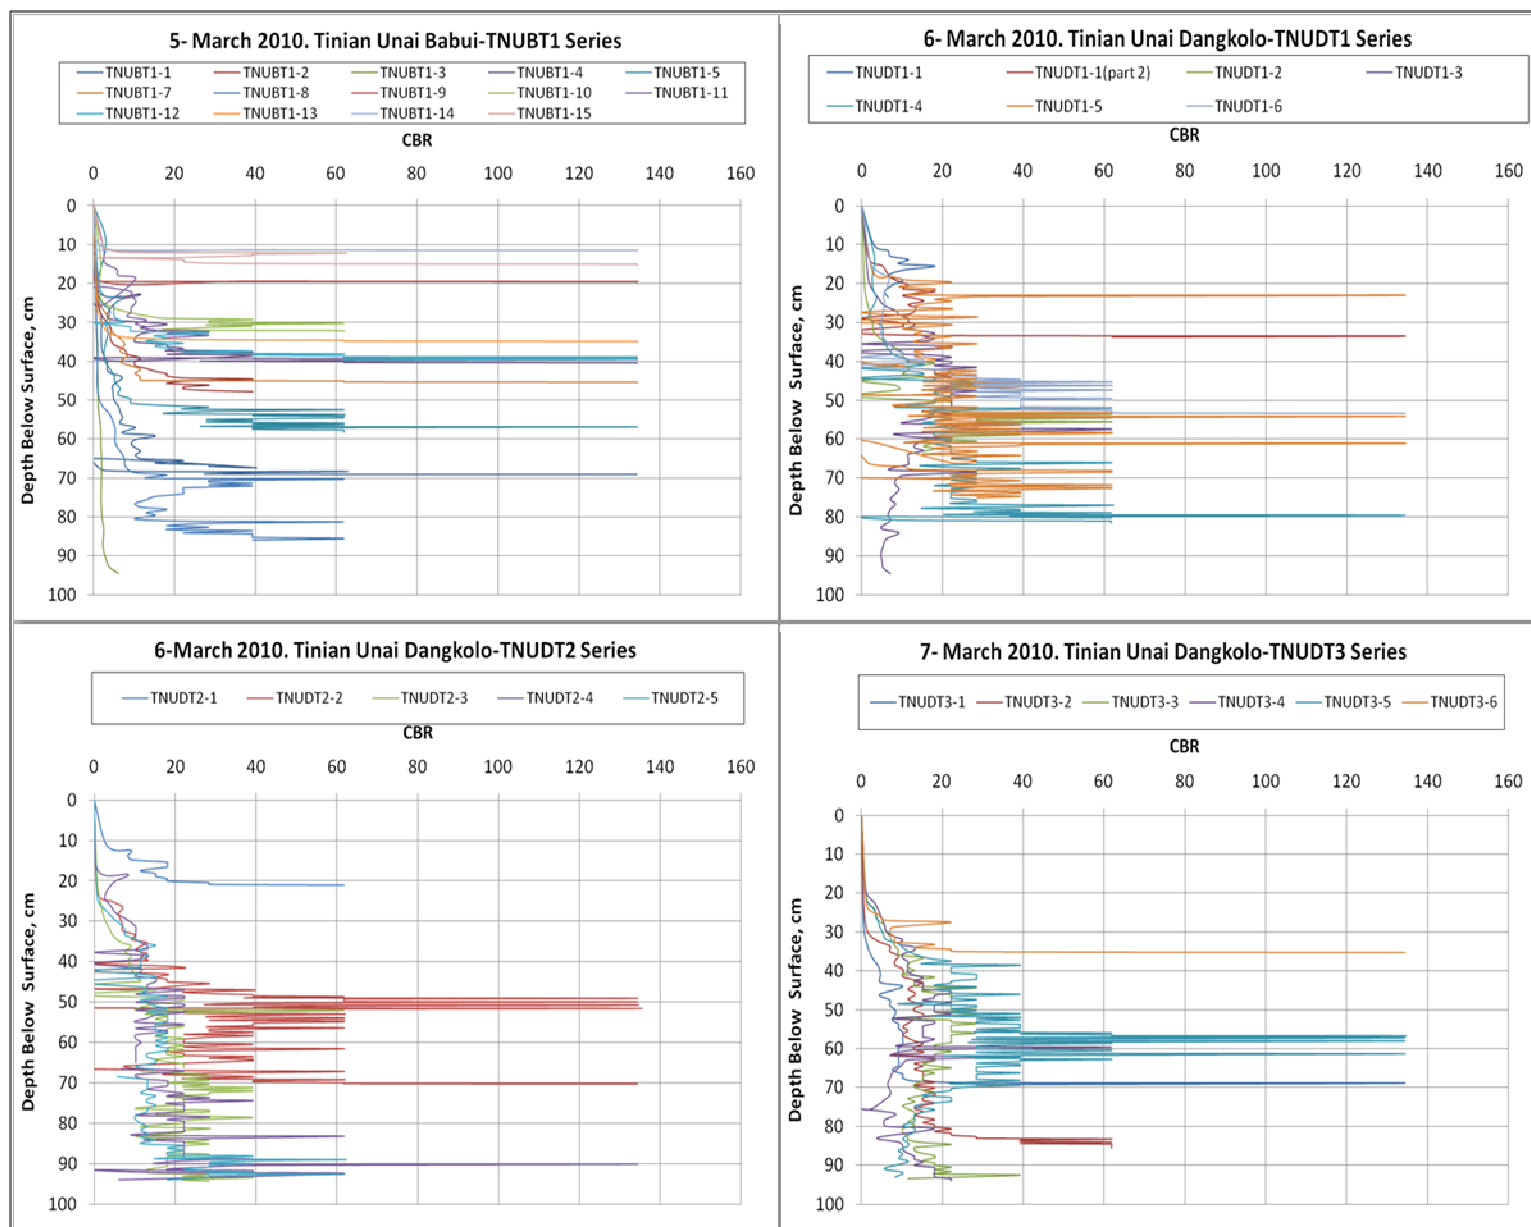 5- March 2010. Tinian Unai Babui-TNUBT1 Series
TNUBT1-1 TNUBT1-2 TNUBT1-3 TNUBT1-4 TNUBT1-5
TNUBT1-7 TNUBT1-8 TNUBT1-9 TNUBT1-10 TNUBT1-11
TNUBT1-12 TNUBT1-13 TNUBT1-14 TNUBT1-15
CBR
0 20 40 60 80 100 120 140 160
0
10
20
30
40
50
60
70
80
90
100
Depth Below Surface, cm
6- March 2010. Tinian Unai Dangkolo-TNUDT1 Series
TNUDT1-1 TNUDT1-1(part 2) TNUDT1-2 TNUDT1-3
TNUDT1-4 TNUDT1-5 TNUDT1-6
CBR
0 20 40 60 80 100 120 140 160
0
10
20
30
40
50
60
70
80
90
100
Depth Below Surface, cm
6-March 2010. Tinian Unai Dangkolo-TNUDT2 Series
TNUDT2-1 TNUDT2-2 TNUDT2-3 TNUDT2-4 TNUDT2-5
CBR
0 20 40 60 80 100 120 140 160
0
10
20
30
40
50
60
70
80
90
100
Depth Below Surface, cm
7- March 2010. Tinian Unai Dangkolo-TNUDT3 Series
TNUDT3-1 TNUDT3-2 TNUDT3-3 TNUDT3-4 TNUDT3-5 TNUDT3-6
CBR
0 20 40 60 80 100 120 140 160
0
10
20
30
40
50
60
70
80
90
100
Depth Below Surface, cm